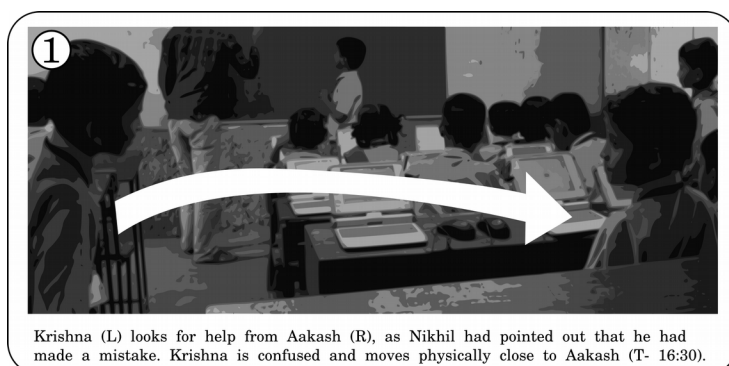 1
Krishna (L) looks for help from Aakash (R), as Nikhil had pointed out that he had
made a mistake. Krishna is confused and moves physically close to Aakash (T- 16:30).